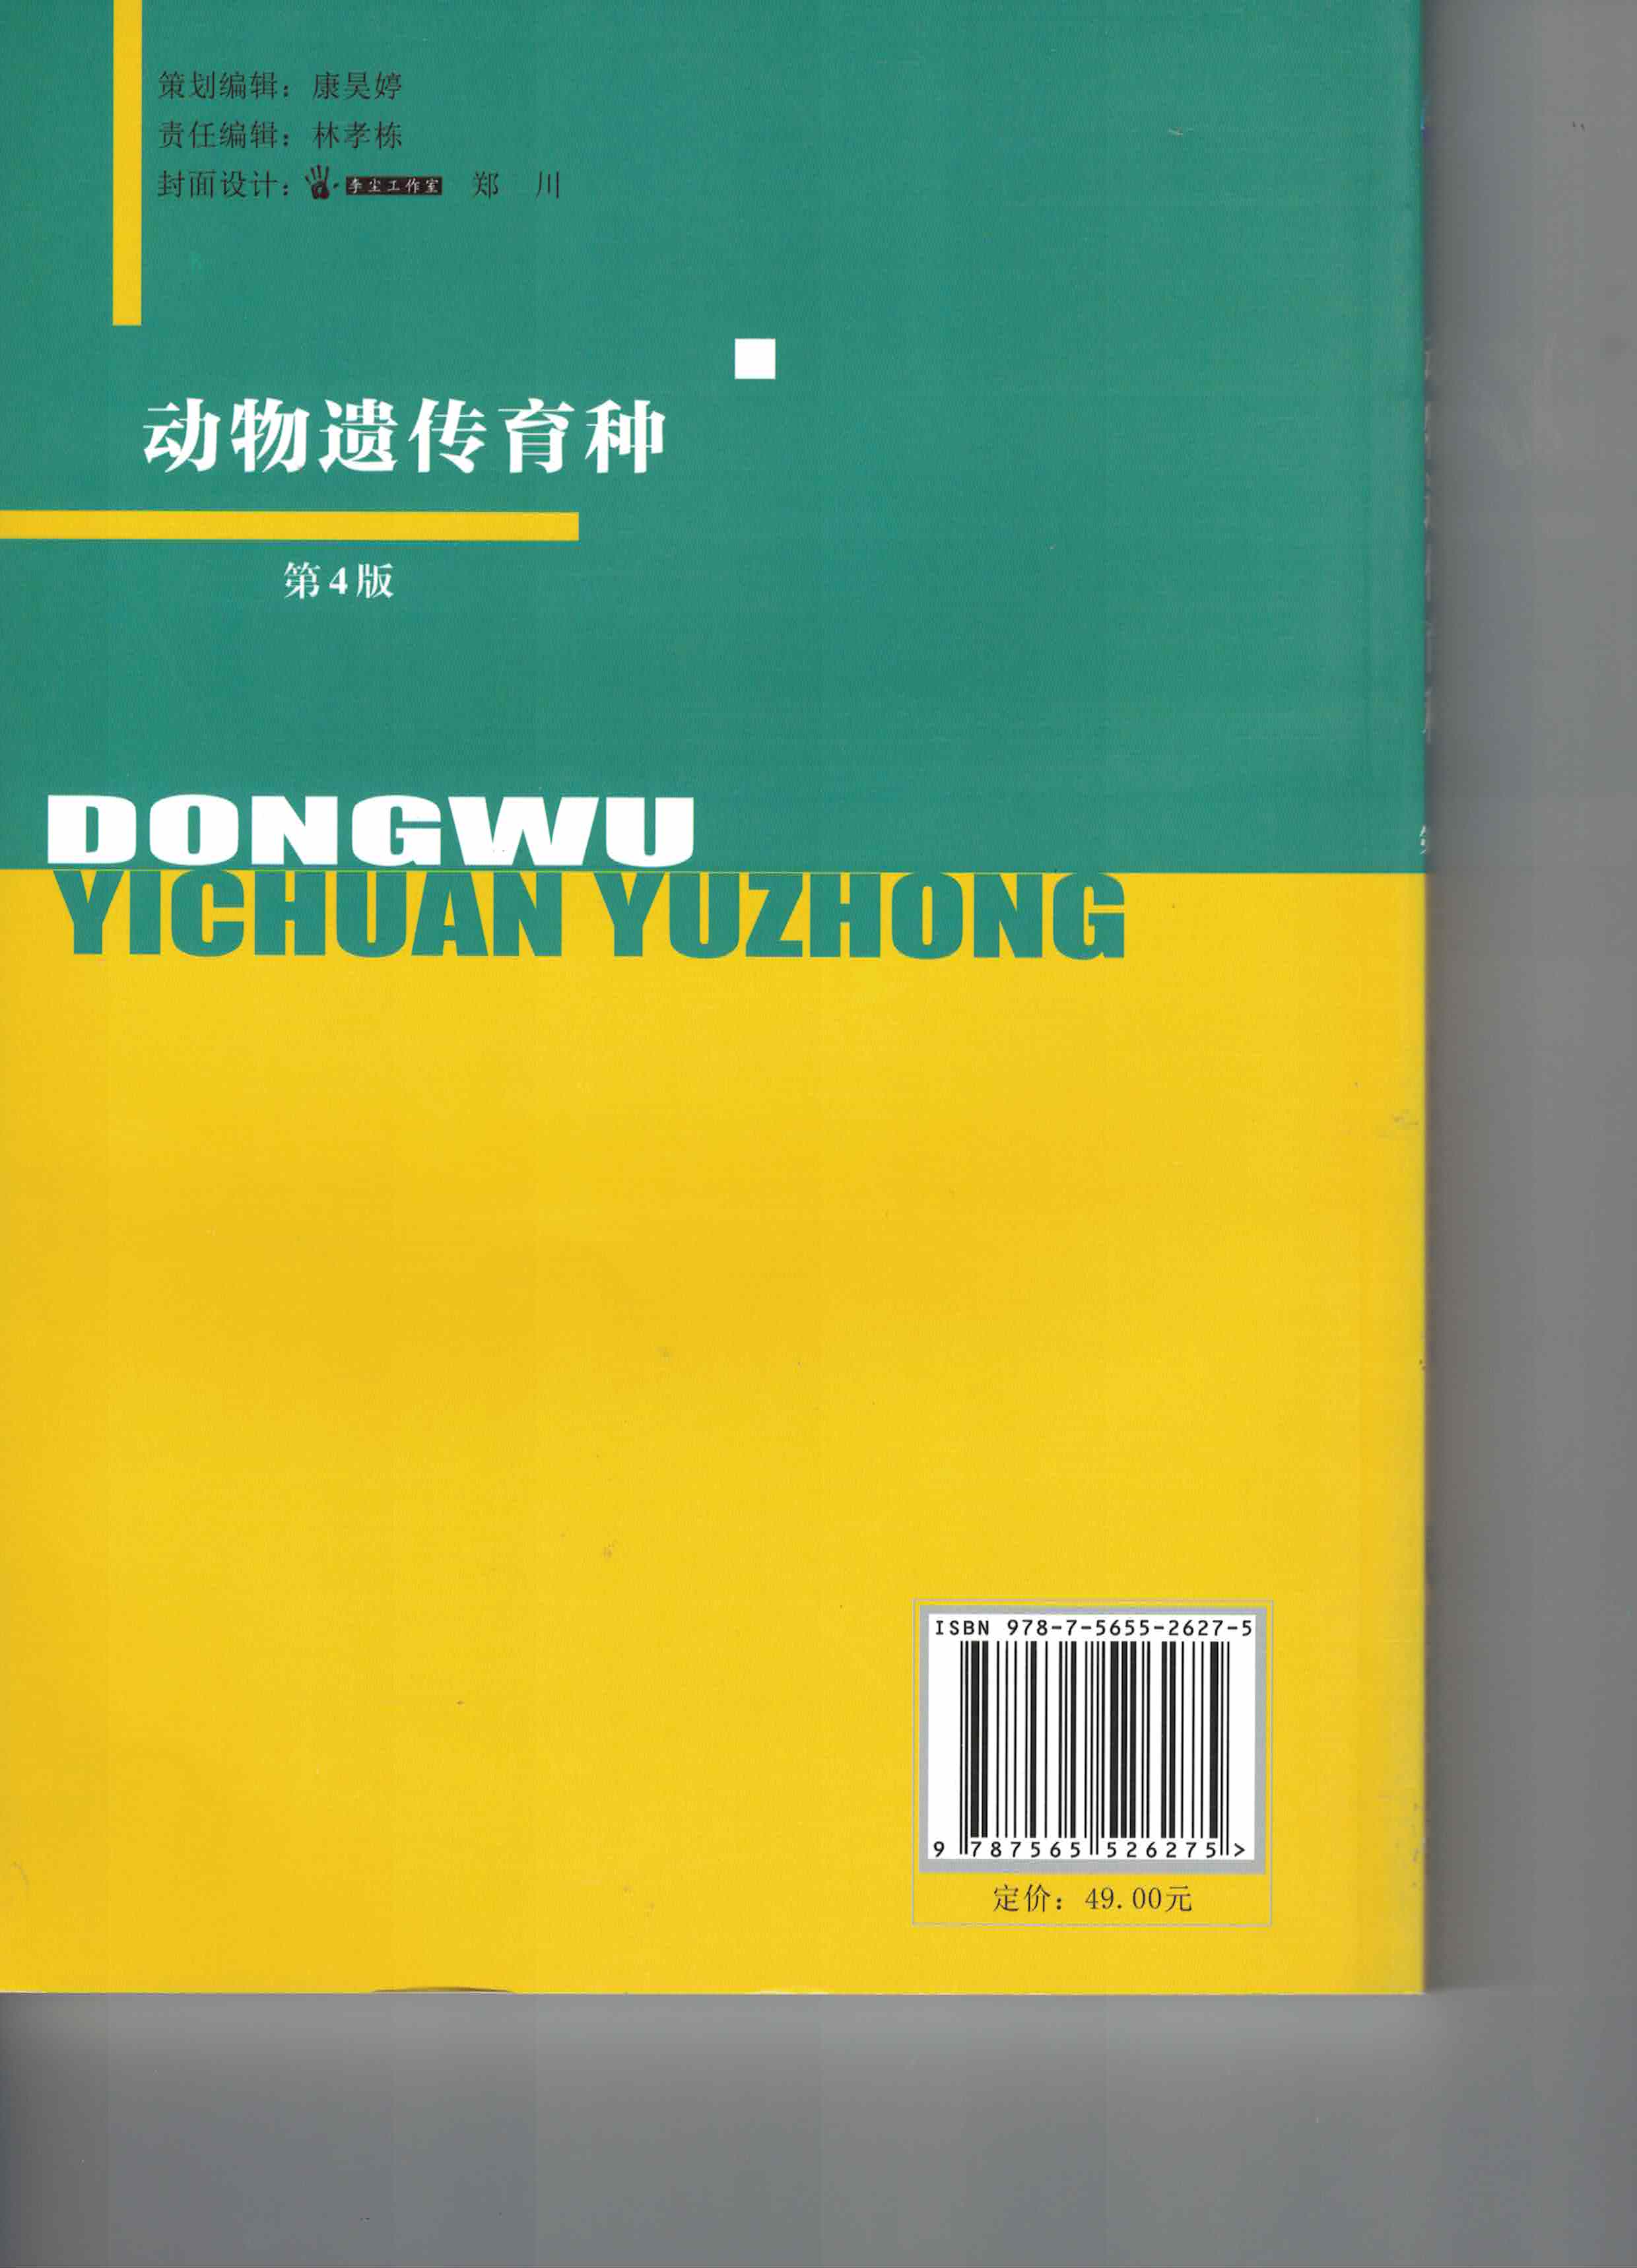 策划编辑：康昊婷
责任编辑：林孝栋
封面设计：李尘工作室 郑 川
动物遗传育种
第4版
DONGWU
YICHUAN YUZHONG
ISBN 978-7-5655-2627-5
9 787565 526275>
定价：49.00元